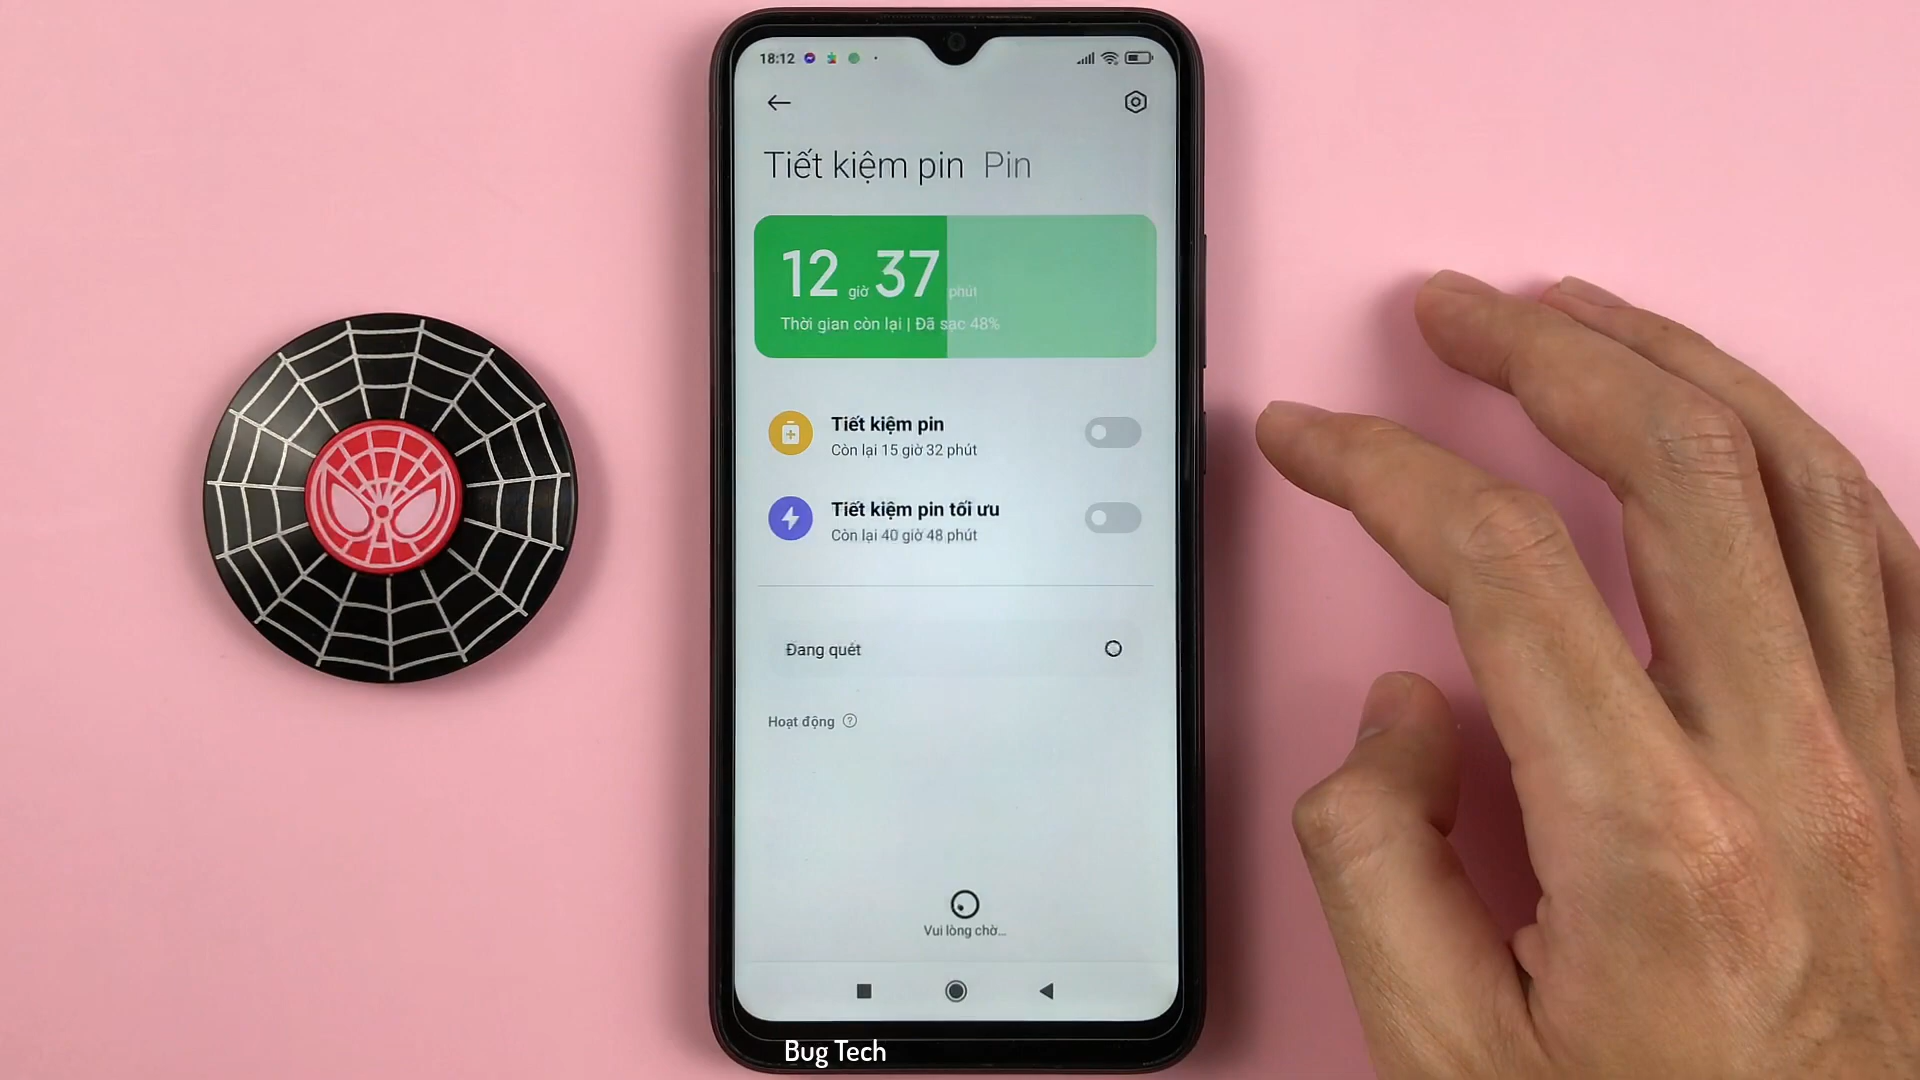 18:12
Tiết kiệm pin Pin
12 giờ 37 phút
Thời gian còn lại | Đã sạc 48%
Tiết kiệm pin
Còn lại 15 giờ 32 phút
Tiết kiệm pin tối ưu
Còn lại 40 giờ 48 phút
Đang quét
Hoạt động
Vui lòng chờ...
Bug Tech